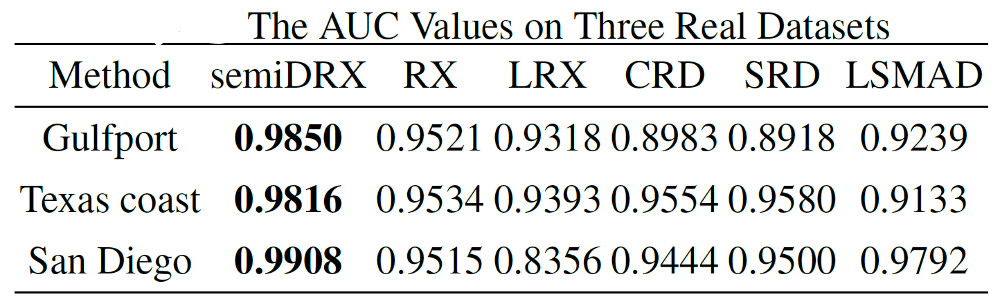 The AUC Values on Three Real Datasets
Method semiDRX RX LRX CRD SRD LSMAD
Gulfport 0.9850 0.9521 0.9318 0.8983 0.8918 0.9239
Texas coast 0.9816 0.9534 0.9393 0.9554 0.9580 0.9133
San Diego 0.9908 0.9515 0.8356 0.9444 0.9500 0.9792